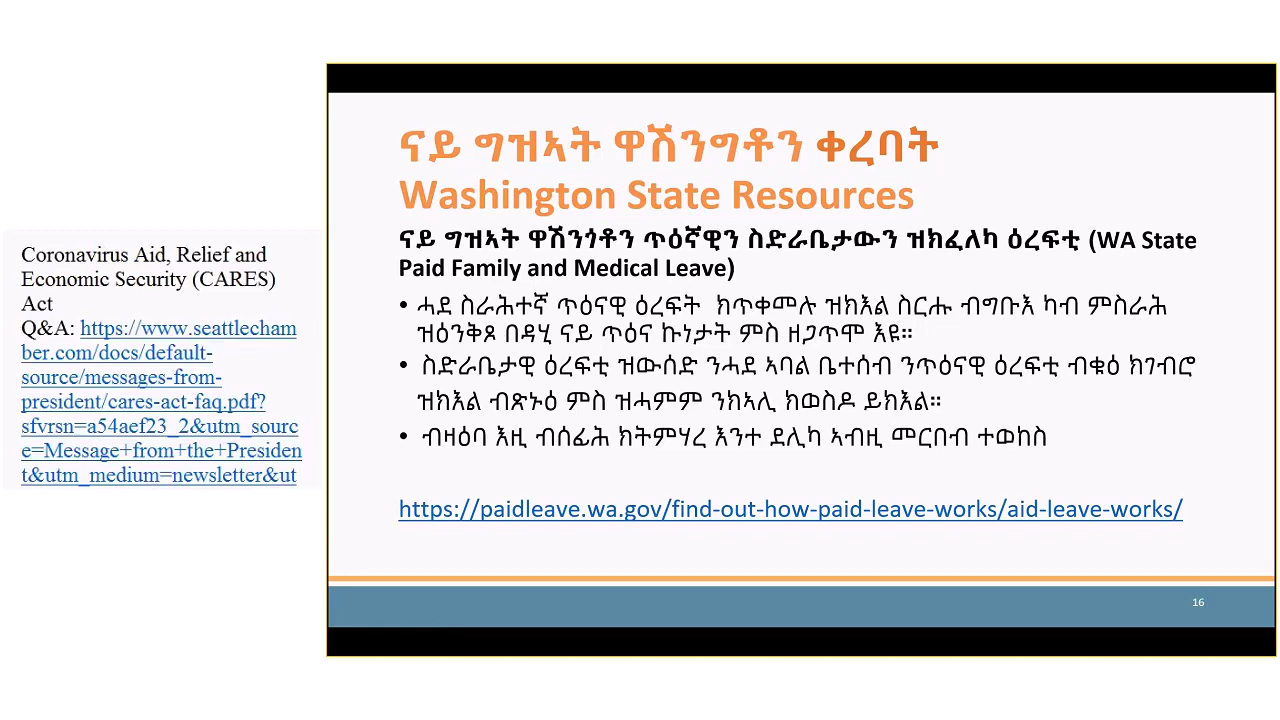 Coronavirus Aid, Relief and
Economic Security (CARES)
Act
Q&A: https://www.seattlecham
ber.com/docs/default-
source/messages-from-
president/cares-act-faq.pdf?
sfvrsn=a54aef23_2&utm_sourc
e=Message+from+the+Presiden
t&utm_medium=newsletter&ut
ናይ ግዝኣት ዋሽንግቶን ቀረባት
Washington State Resources
ናይ ግዝኣት ዋሽንጎቶን ጥዕኛዊን ስድራቤታውን ዝክፈለካ ዕረፍቲ (WA State
Paid Family and Medical Leave)
• ሓደ ስራሕተኛ ጥዕናዊ ዕረፍት ክጥቀመሉ ዝክእል ስርሑ ብግቡእ ካብ ምስራሕ
ዝዕንቅጾ በዳሂ ናይ ጥዕና ኩነታት ምስ ዘጋጥሞ እዩ።
• ስድራቤታዊ ዕረፍቲ ዝውሰድ ንሓደ ኣባል ቤተሰብ ንጥዕናዊ ዕረፍቲ ብቁዕ ክገብሮ
ዝክእል ብጽኑዕ ምስ ዝሓምም ንክኣሊ ክወስዶ ይክእል።
• ብዛዕባ እዚ ብሰፊሕ ክትምሃረ እንተ ደሊካ ኣብዚ መርበብ ተወከስ
https://paidleave.wa.gov/find-out-how-paid-leave-works/aid-leave-works/
16